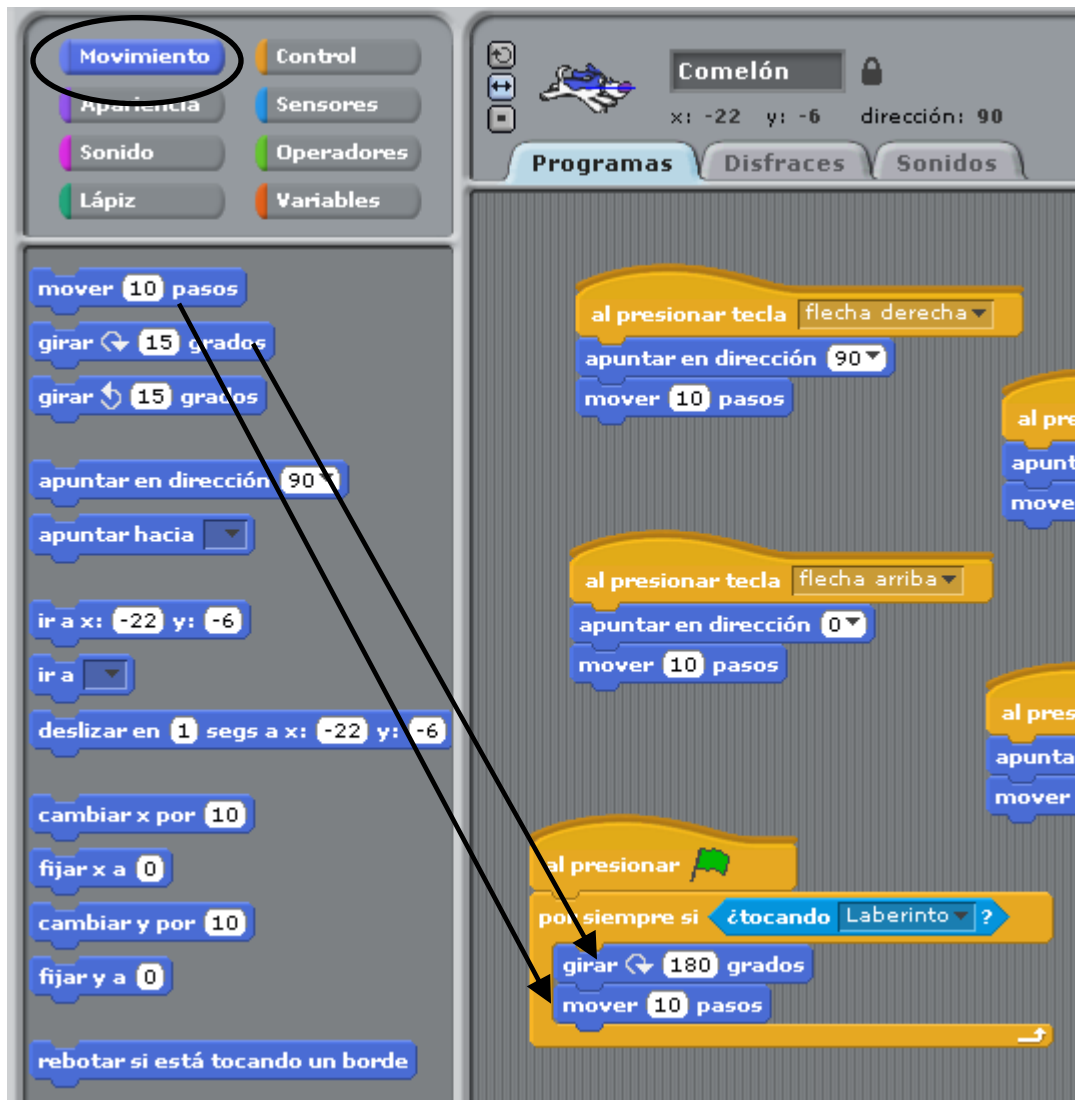 Movimiento
Control
Apariencia
Sensores
Sonido
Operadores
Lápiz
Variables
mover 10 pasos
girar 15 grados
girar 15 grados
apuntar en dirección 90
apuntar hacia
ir a x: -22 y: -6
ir a
deslizar en 1 segs a x: -22 y: -6
cambiar x por 10
fijar x a 0
cambiar y por 10
fijar y a 0
rebotar si está tocando un borde
Comelón
x: -22 y: -6 dirección: 90
Programas
Disfraces
Sonidos
al presionar tecla flecha derecha
apuntar en dirección 90
mover 10 pasos
al pre
apunt
move
al presionar tecla flecha arriba
apuntar en dirección 0
mover 10 pasos
al pres
apunta
mover
al presionar
por siempre si ¿tocando Laberinto ?
girar 180 grados
mover 10 pasos